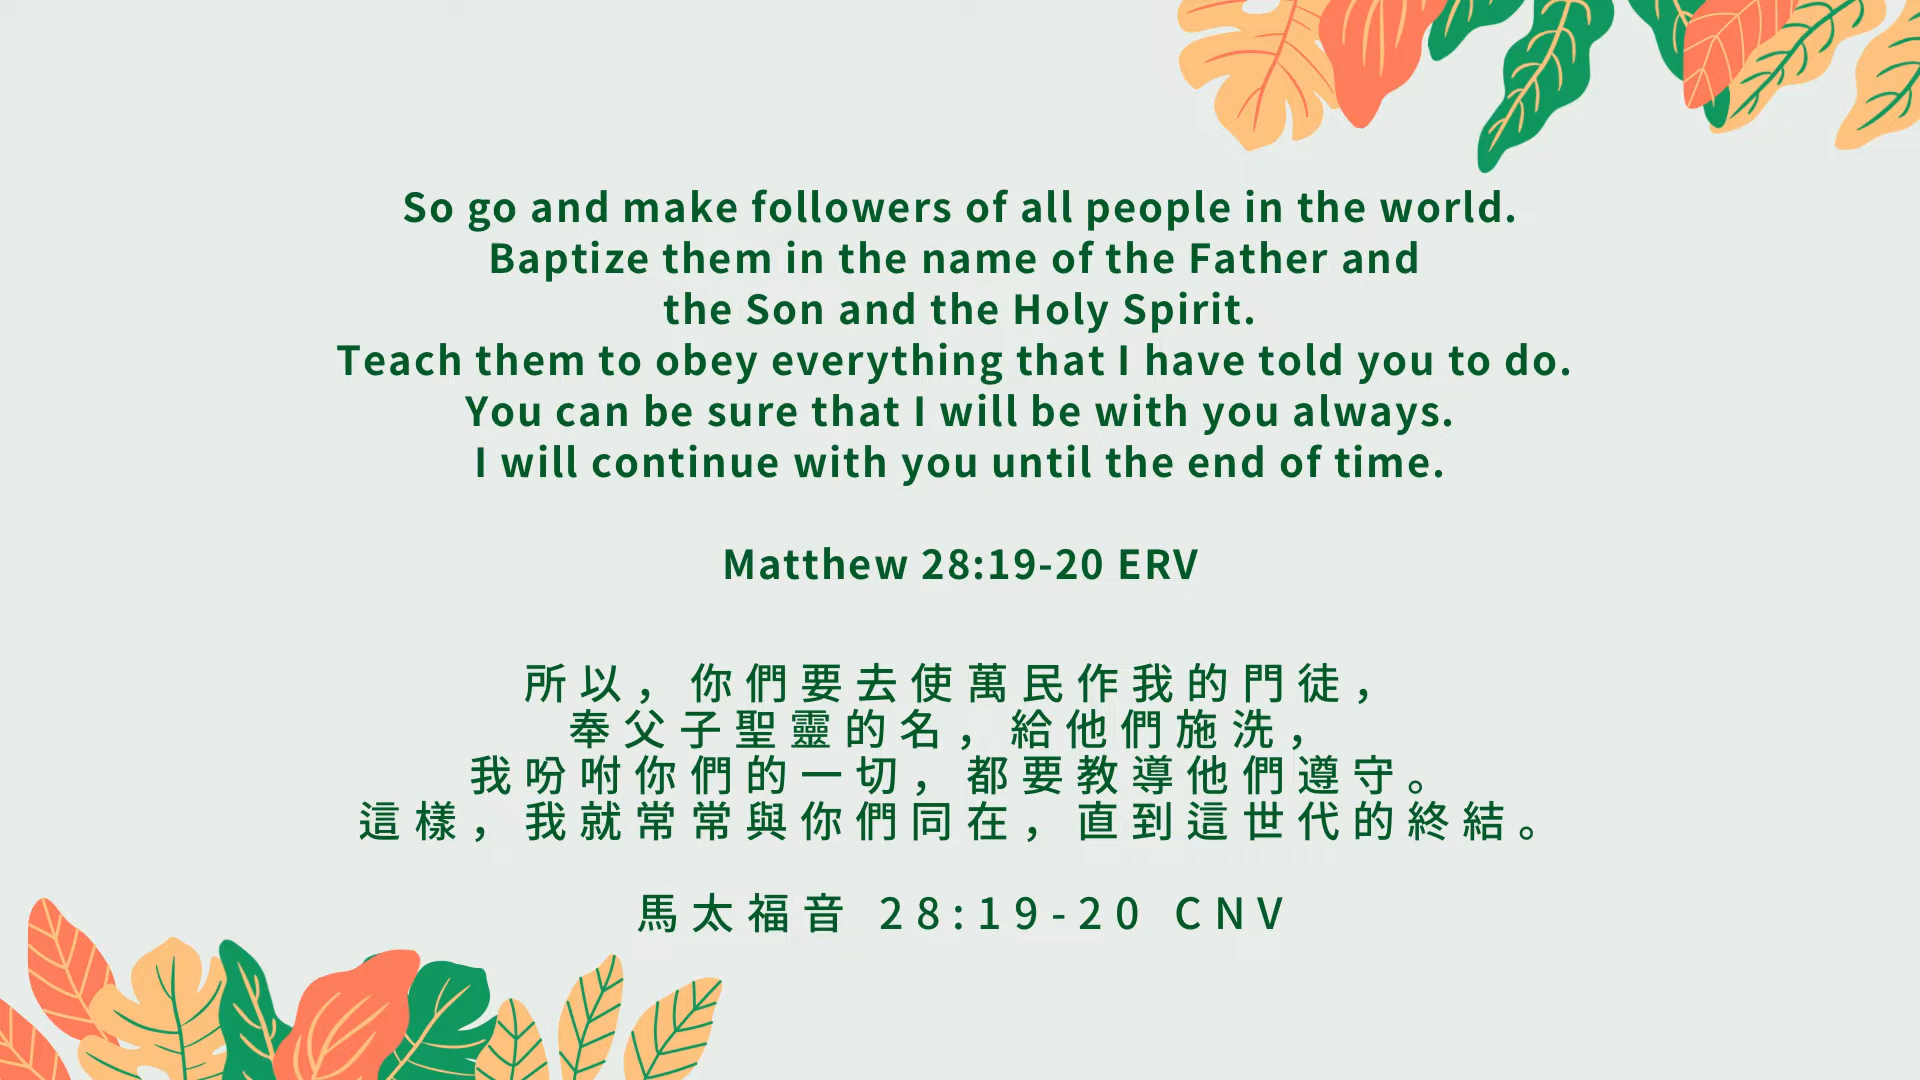 So go and make followers of all people in the world.
Baptize them in the name of the Father and
the Son and the Holy Spirit.
Teach them to obey everything that I have told you to do.
You can be sure that I will be with you always.
I will continue with you until the end of time.
Matthew 28:19-20 ERV
所以，你們要去使萬民作我的門徒，
奉父子聖靈的名，給他們施洗，
我吩咐你們的一切，都要教導他們遵守。
這樣，我就常常與你們同在，直到這世代的終結。
馬太福音 28:19-20 CNV